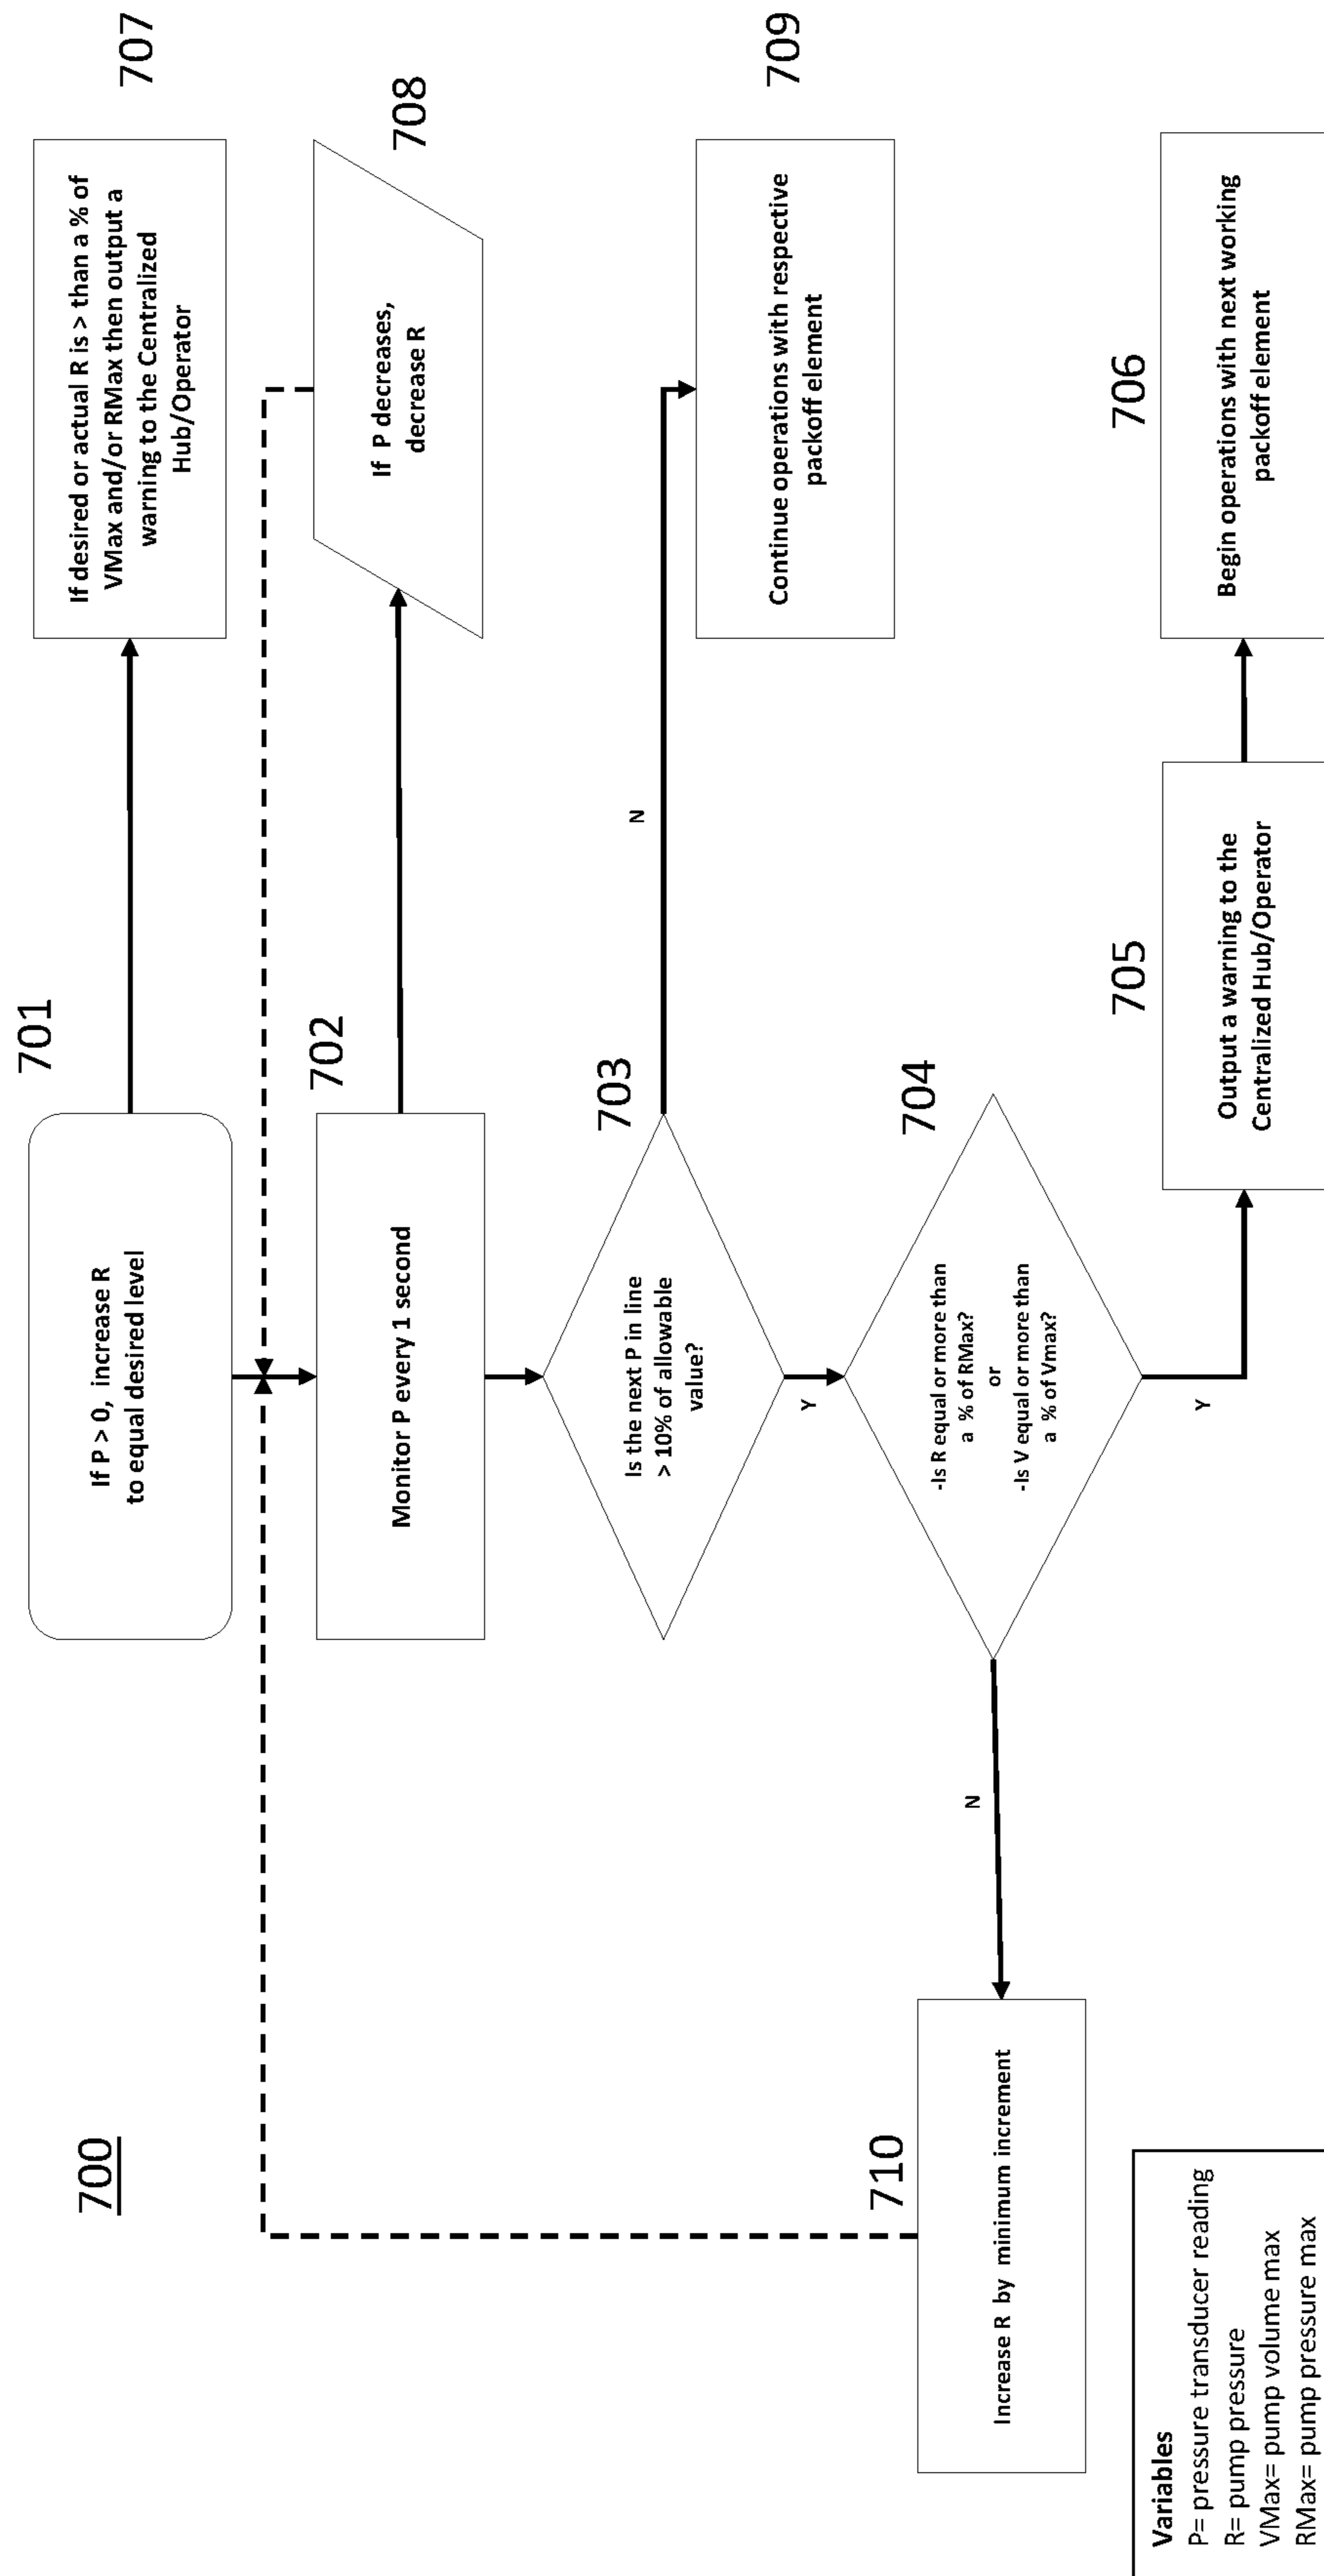 700
701
If P > 0, increase R
to equal desired level
707
If desired or actual R is > than a % of
VMax and/or RMax then output a
warning to the Centralized
Hub/Operator
702
Monitor P every 1 second
708
If P decreases,
decrease R
703
Is the next P in line
> 10% of allowable
value?
N
709
Continue operations with respective
packoff element
Y
704
-Is R equal or more than
a % of RMax?
or
-Is V equal or more than
a % of Vmax?
N
710
Increase R by minimum increment
Y
705
Output a warning to the
Centralized Hub/Operator
706
Begin operations with next working
packoff element
Variables
P= pressure transducer reading
R= pump pressure
VMax= pump volume max
RMax= pump pressure max